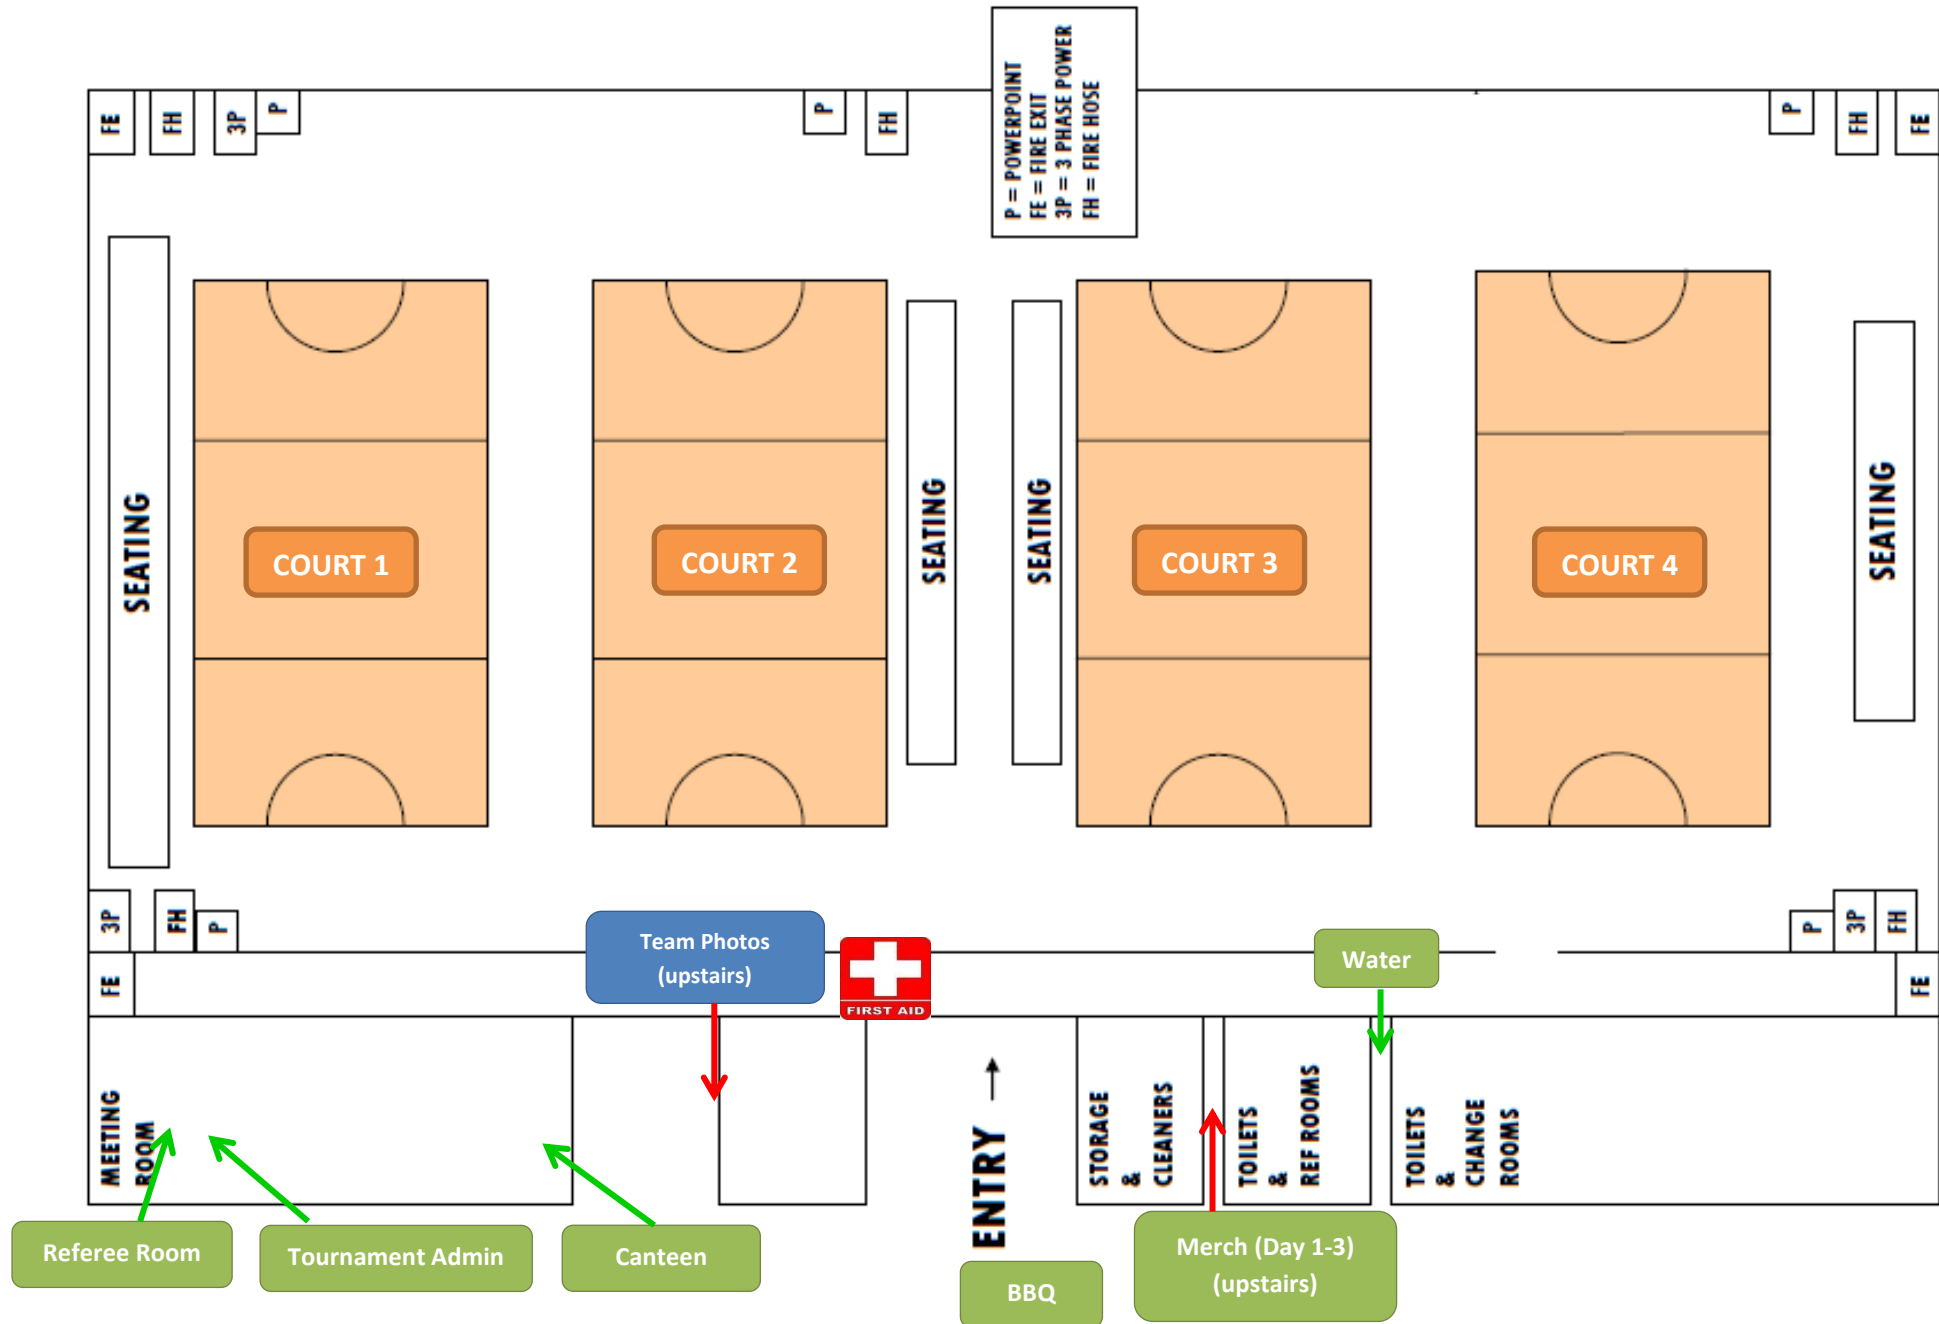 P = POWERPOINT
FE = FIRE EXIT
3P = 3 PHASE POWER
FH = FIRE HOSE
FE
FH
3P
P
P
FH
P
FH
FE
SEATING
COURT 1
COURT 2
SEATING
SEATING
COURT 3
COURT 4
SEATING
3P
FH
P
P
3P
FH
FE
Team Photos
(upstairs)
FIRST AID
Water
FE
MEETING
ROOM
ENTRY
STORAGE
&
CLEANERS
TOILETS
&
REF ROOMS
TOILETS
&
CHANGE
ROOMS
Referee Room
Tournament Admin
Canteen
BBQ
Merch (Day 1-3)
(upstairs)